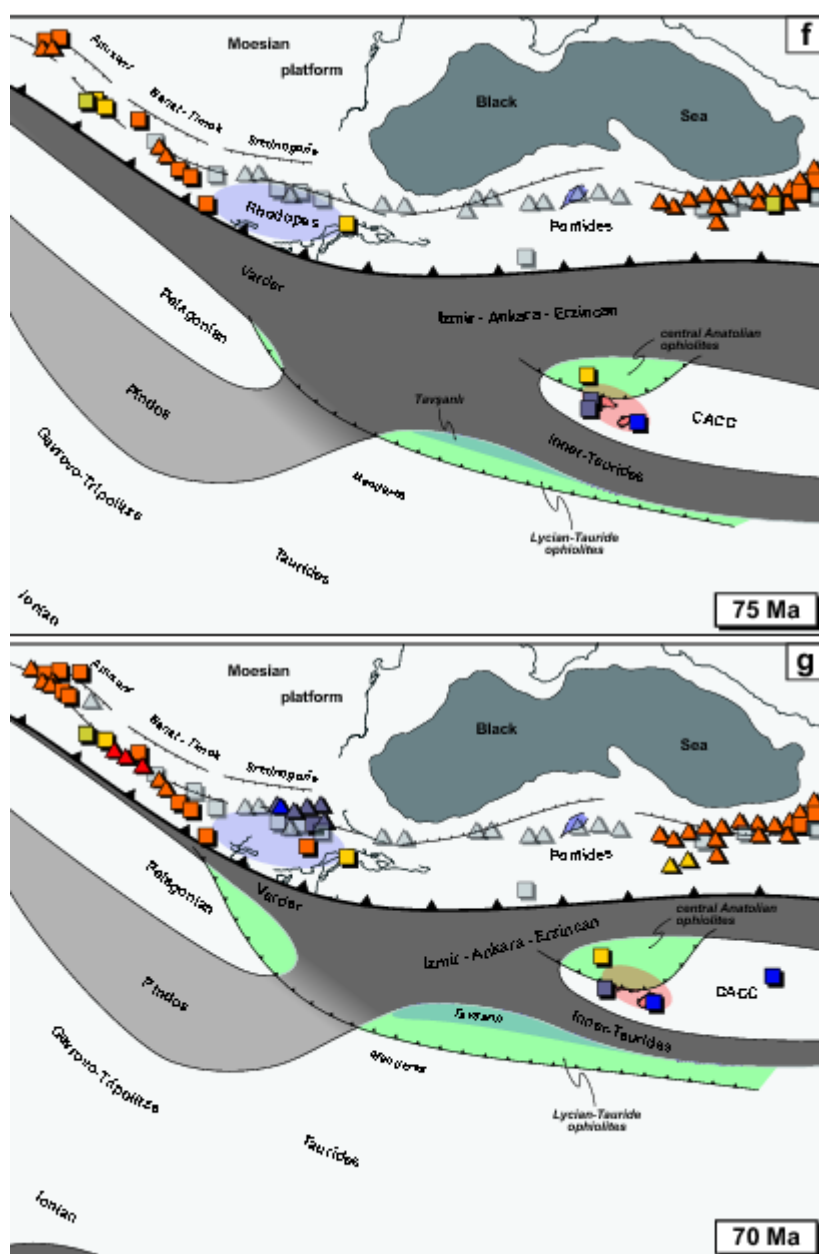 f
Apuseni
Moesian
platform
Banat-Timok
Srednogorie
Black
Sea
Rhodopes
Pontides
Vardar
Izmir - Ankara - Erzincan
Pelagonian
central Anatolian
ophiolites
Pindos
Tavşanlı
CACC
Inner-Taurides
Gavrovo-Tripolitza
Menderes
Lycian-Tauride
ophiolites
Taurides
Ionian
75 Ma
g
Apuseni
Moesian
platform
Banat-Timok
Srednogorie
Black
Sea
Pontides
Pelagonian
Vardar
central Anatolian
ophiolites
Izmir - Ankara - Erzincan
Pindos
CACC
Tavşanlı
Inner-Taurides
Gavrovo-Tripolitza
Menderes
Lycian-Tauride
ophiolites
Taurides
Ionian
70 Ma